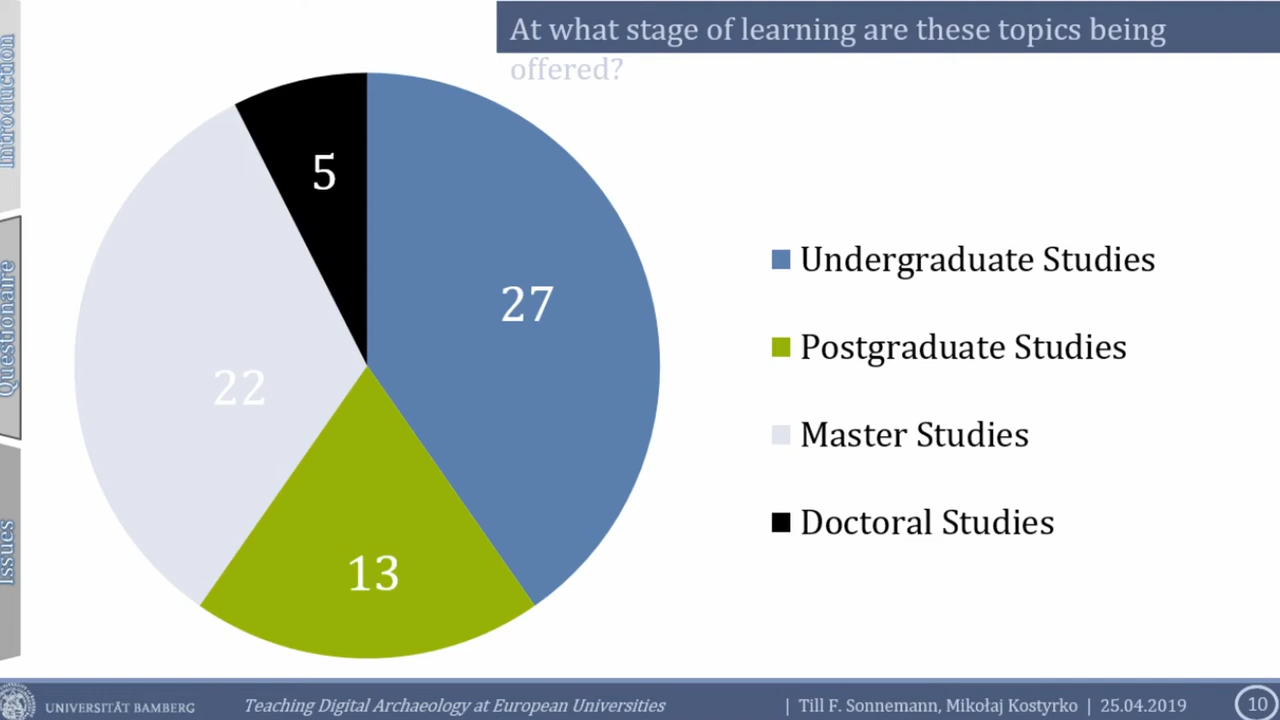 At what stage of learning are these topics being
offered?
Introduction
Questionaire
Issues
5
27
22
13
Undergraduate Studies
Postgraduate Studies
Master Studies
Doctoral Studies
UNIVERSITÄT BAMBERG
Teaching Digital Archaeology at European Universities
| Till F. Sonnemann, Mikołaj Kostyrko | 25.04.2019
10